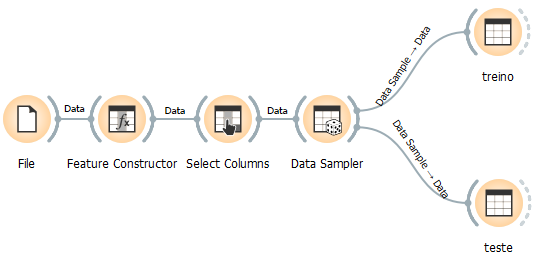 Data Sample → Data
treino
Data
Data
Data
File
Feature Constructor
Select Columns
Data Sampler
Data Sample → Data
teste